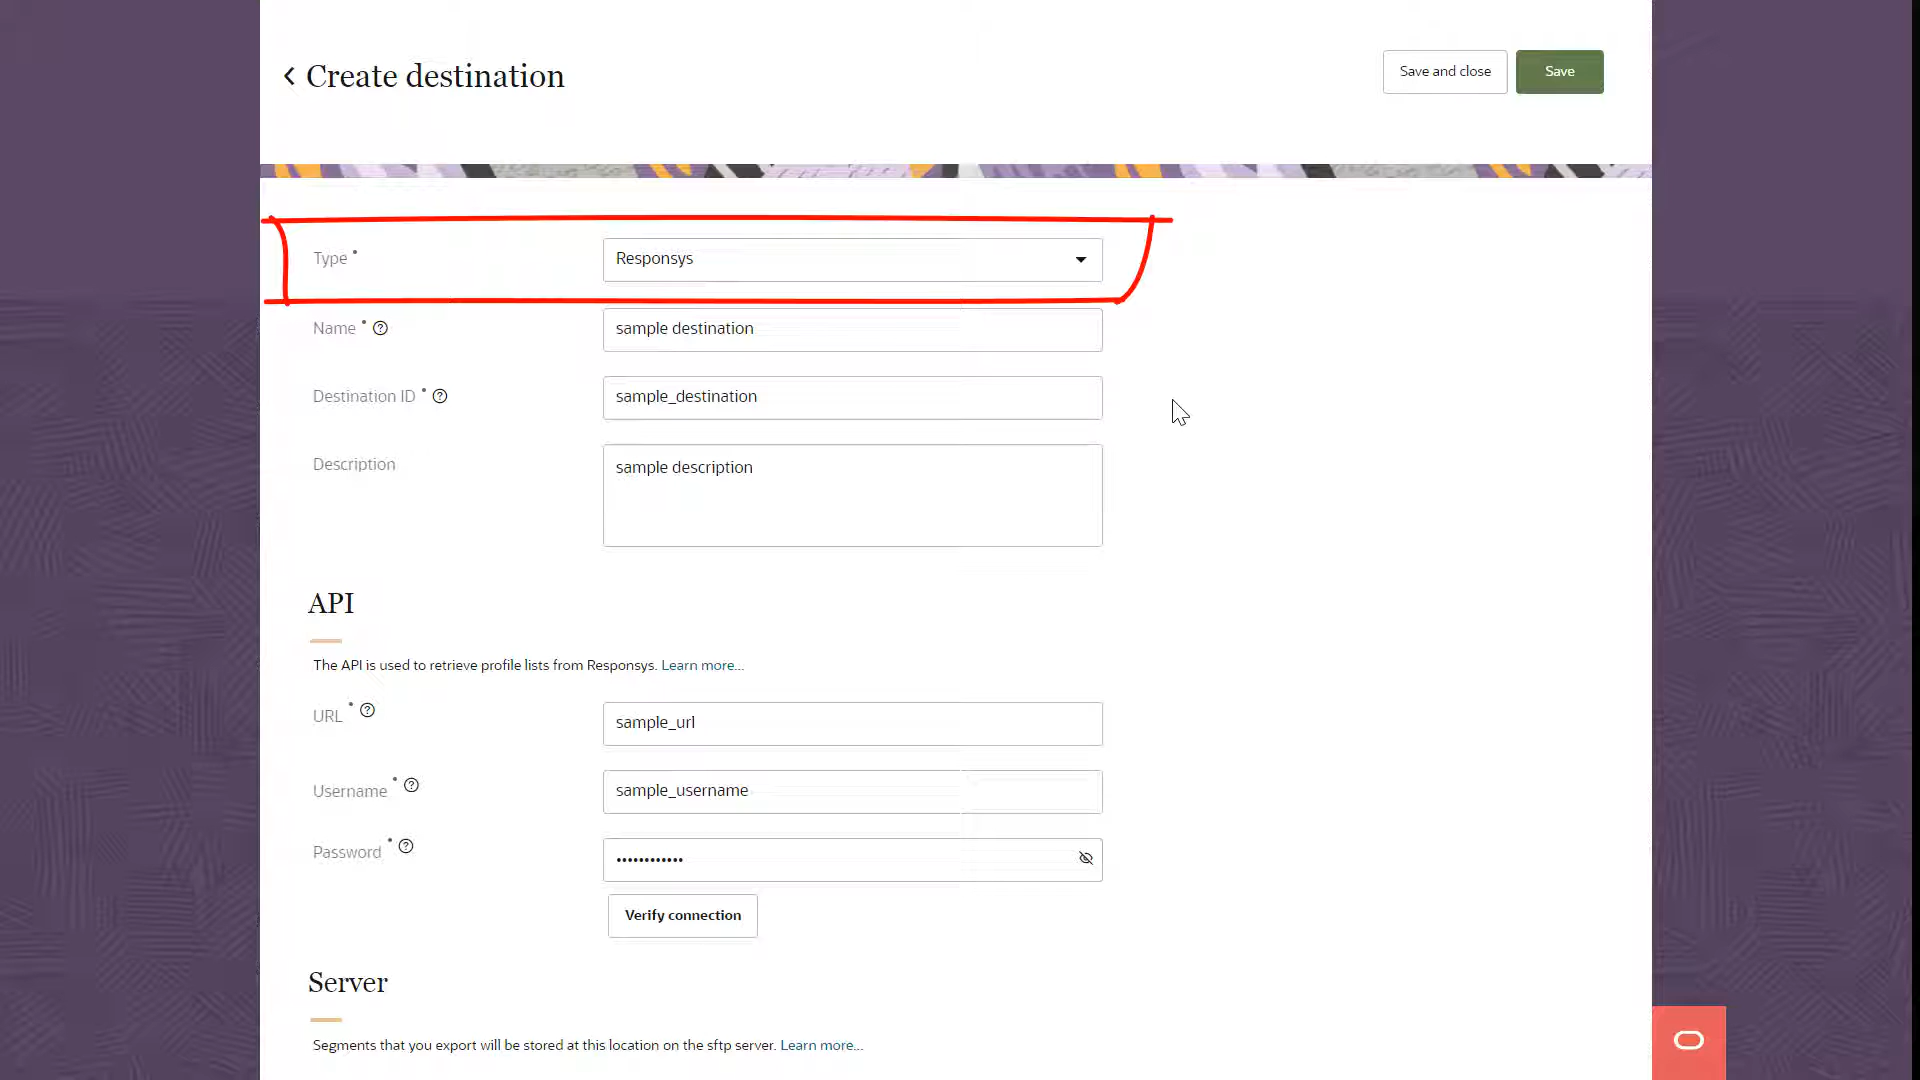 Create destination
Save and close
Save
Type *
Responsys
Name *
sample destination
Destination ID *
sample_destination
Description
sample description
API
The API is used to retrieve profile lists from Responsys. Learn more...
URL *
sample_url
Username *
sample_username
Password *
••••••••••••
Verify connection
Server
Segments that you export will be stored at this location on the sftp server. Learn more...